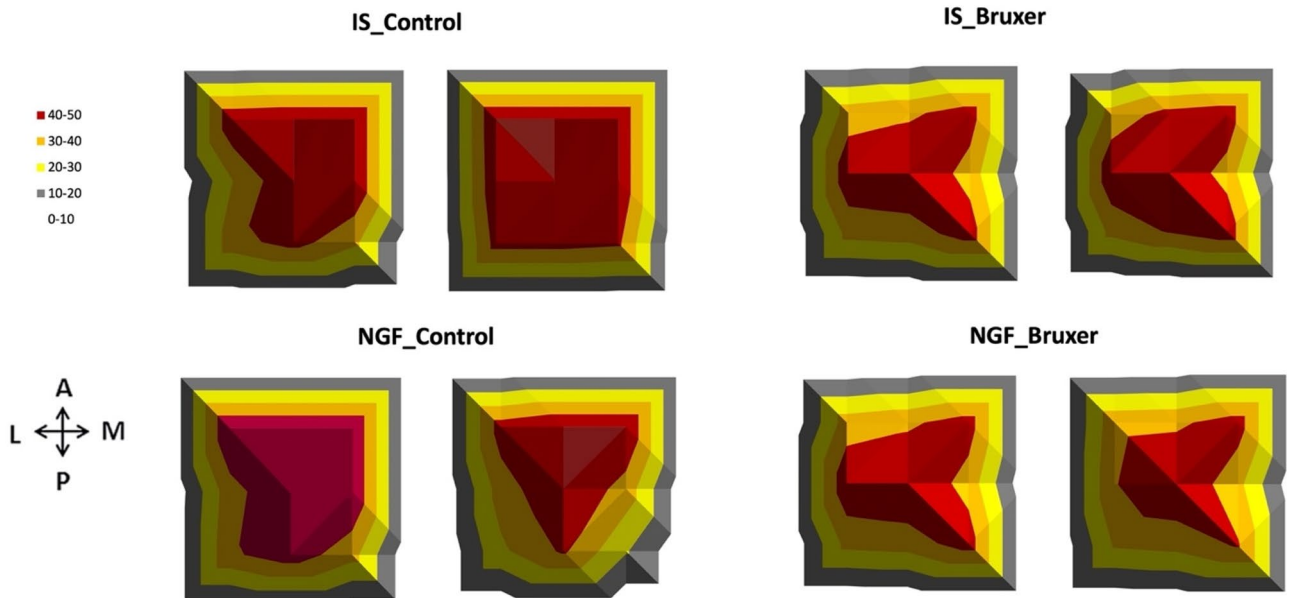 IS_Control
IS_Bruxer
40-50
30-40
20-30
10-20
0-10
NGF_Control
NGF_Bruxer
A
L M
P